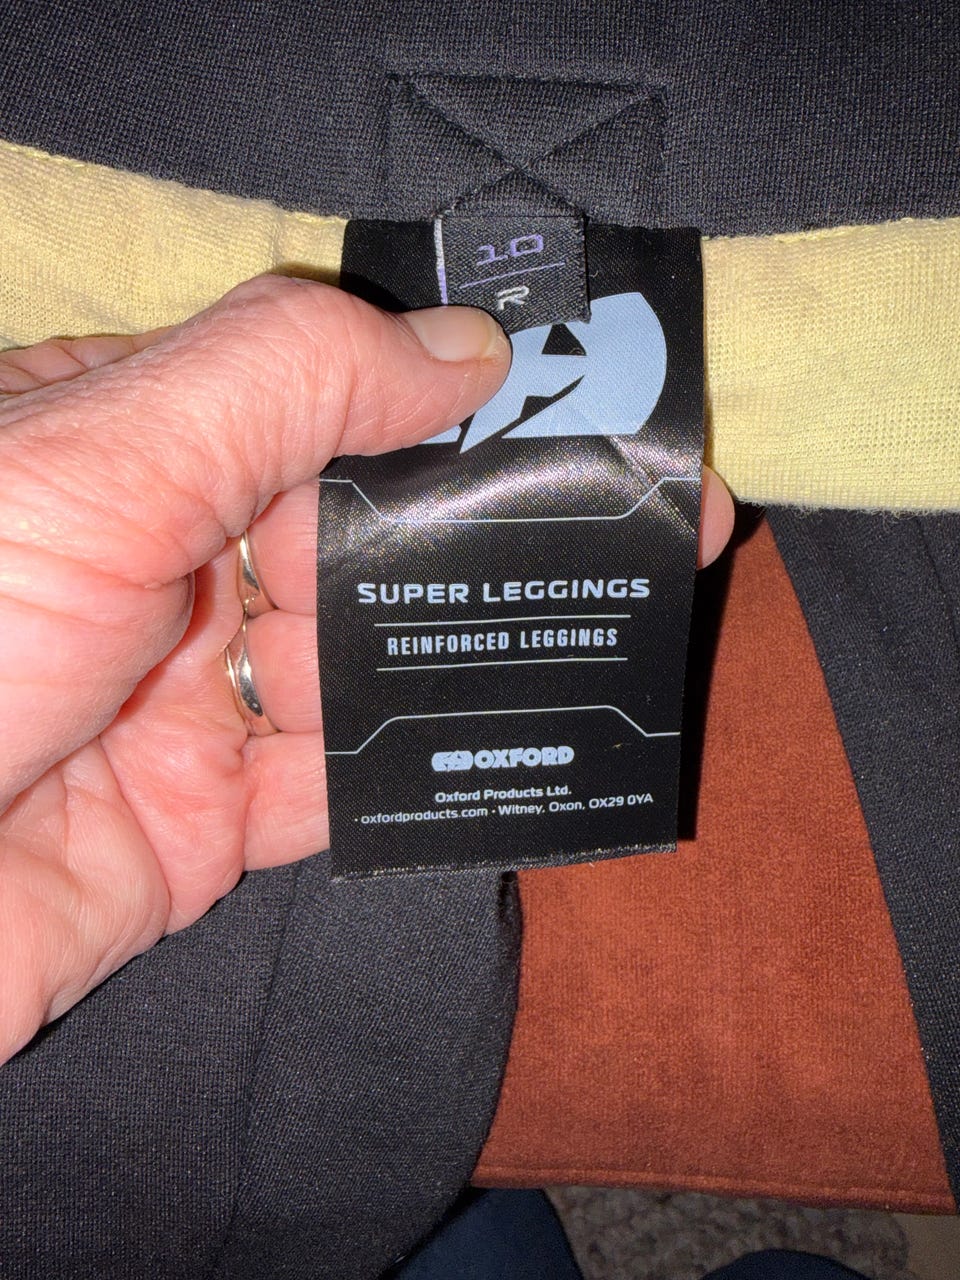 10
R
SUPER LEGGINGS
REINFORCED LEGGINGS
OXFORD
Oxford Products Ltd.
· oxfordproducts.com · Witney. Oxon, OX29 0YA